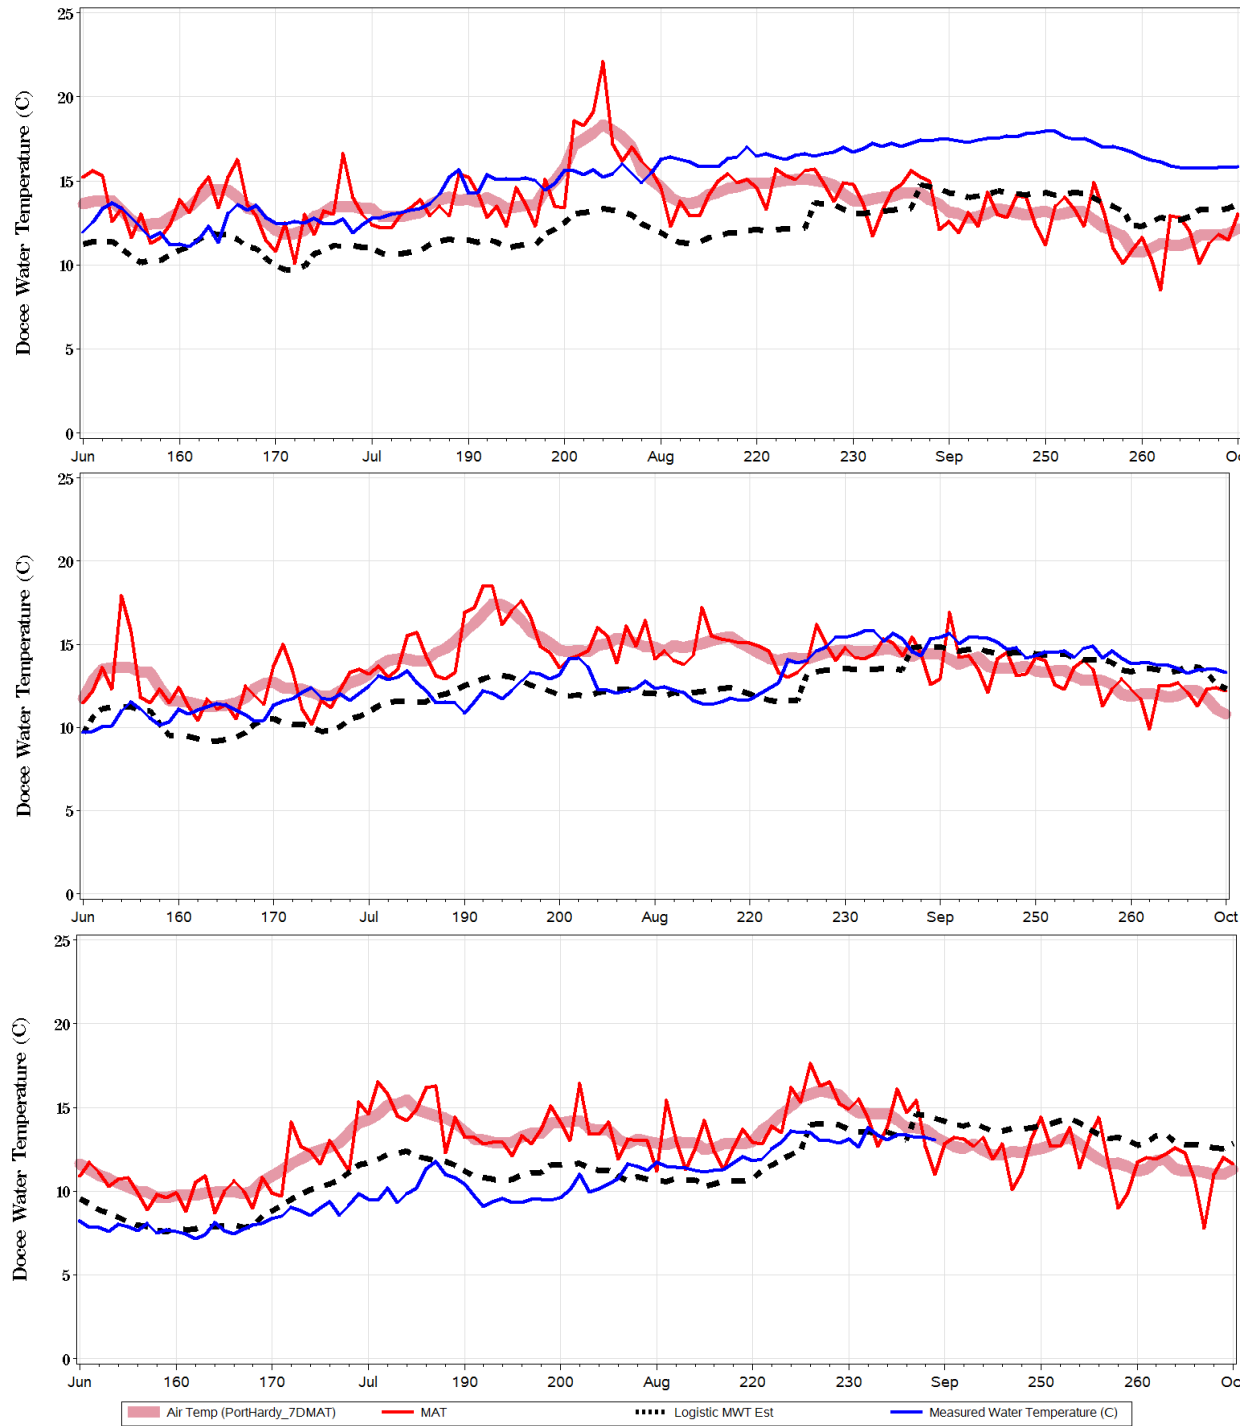 25
20
15
10
5
0
Docee Water Temperature (C)
Jun 160 170 Jul 190 200 Aug 220 230 Sep 250 260 Oc
25
20
15
10
5
0
Docee Water Temperature (C)
Jun 160 170 Jul 190 200 Aug 220 230 Sep 250 260 Oct
25
20
15
10
5
0
Docee Water Temperature (C)
Jun 160 170 Jul 190 200 Aug 220 230 Sep 250 260 Oc
Air Temp (PortHardy_7DMAT) MAT Logistic MWT Est Measured Water Temperature (C)